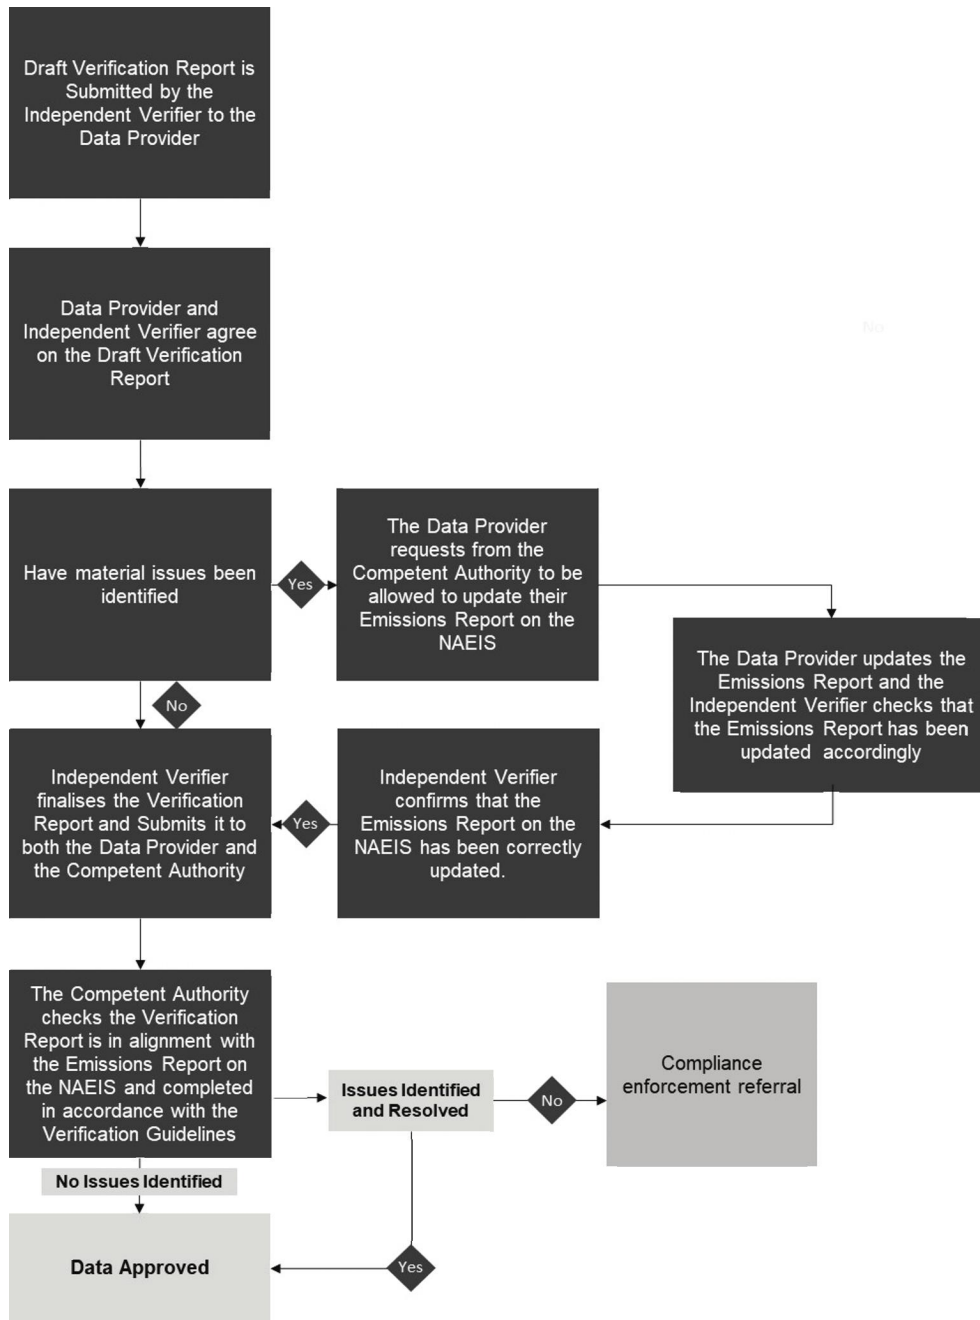 Draft Verification Report is
Submitted by the
Independent Verifier to the
Data Provider
Data Provider and
Independent Verifier agree
on the Draft Verification
Report
No
Have material issues been
identified
Yes
The Data Provider
requests from the
Competent Authority to be
allowed to update their
Emissions Report on the
NAEIS
The Data Provider updates the
Emissions Report and the
Independent Verifier checks that
the Emissions Report has been
updated accordingly
No
Independent Verifier
finalises the Verification
Report and Submits it to
both the Data Provider and
the Competent Authority
Yes
Independent Verifier
confirms that the
Emissions Report on the
NAEIS has been correctly
updated.
The Competent Authority
checks the Verification
Report is in alignment with
the Emissions Report on
the NAEIS and completed
in accordance with the
Verification Guidelines
Issues Identified
and Resolved
No
Compliance
enforcement referral
No Issues Identified
Data Approved
Yes